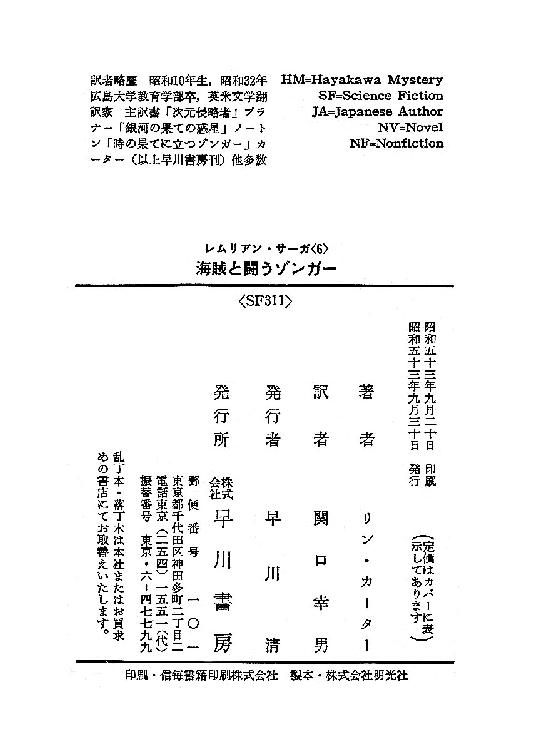 訳者略歴　昭和10年生，昭和32年
広島大学教育学部卒，英米文学翻
訳家　主訳書「次元侵略者」ブラ
ナー「銀河の果ての惑星」ノート
ン「時の果てに立つゾンガー」カ
ーター（以上早川書房刊）他多数
HM=Hayakawa Mystery
SF=Science Fiction
JA=Japanese Author
NV=Novel
NF=Nonfiction
レムリアン・サーガ〈6〉
海賊と闘うゾンガー
〈SF311〉
昭和五十三年九月二十日　印刷
昭和五十三年九月三十日　発行
（定価はカバーに表
示してあります）
著者　リン・カーター
訳者　関口幸男
発行者　早川清
発行所　株式会社　早川書房
郵便番号　一〇一
東京都千代田区神田多町二丁目二
電話東京（二五四）一五五一（代）
振替番号　東京・六－四七七九九
乱丁本・落丁本は本社またはお買求
めの書店にてお取替えいたします。
印刷・信毎書籍印刷株式会社　製本・株式会社明光社